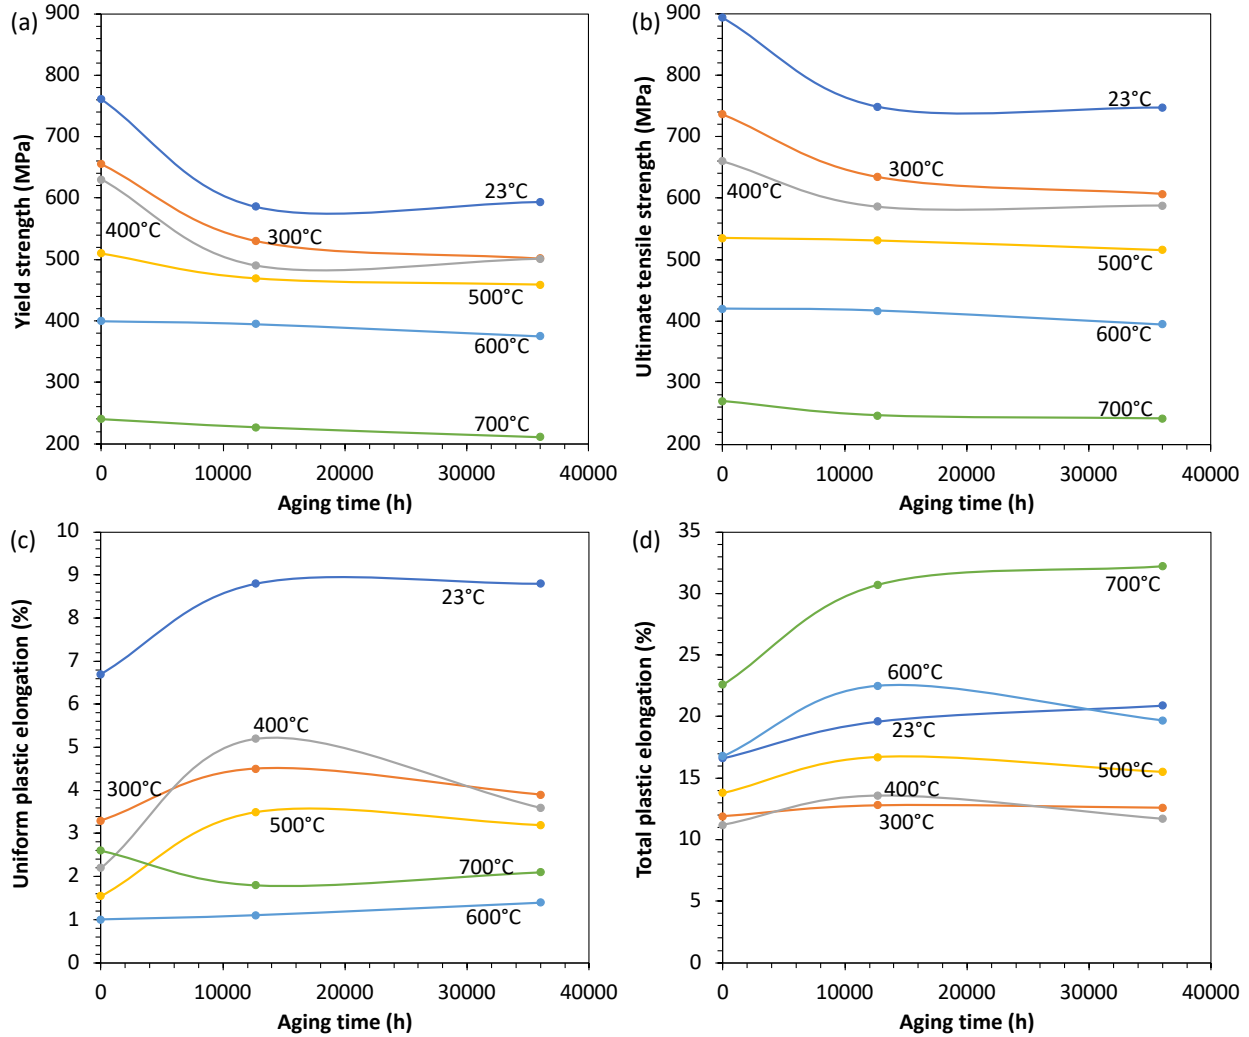 (a)
900
800
700
600
500
400
300
200
Yield strength (MPa)
23°C
300°C
400°C
500°C
600°C
700°C
0
10000
20000
30000
40000
Aging time (h)
(b)
900
800
700
600
500
400
300
200
Ultimate tensile strength (MPa)
23°C
300°C
400°C
500°C
600°C
700°C
0
10000
20000
30000
40000
Aging time (h)
(c)
10
9
8
7
6
5
4
3
2
1
0
Uniform plastic elongation (%)
23°C
400°C
300°C
500°C
700°C
600°C
0
10000
20000
30000
40000
Aging time (h)
(d)
35
30
25
20
15
10
5
0
Total plastic elongation (%)
700°C
600°C
23°C
500°C
400°C
300°C
0
10000
20000
30000
40000
Aging time (h)